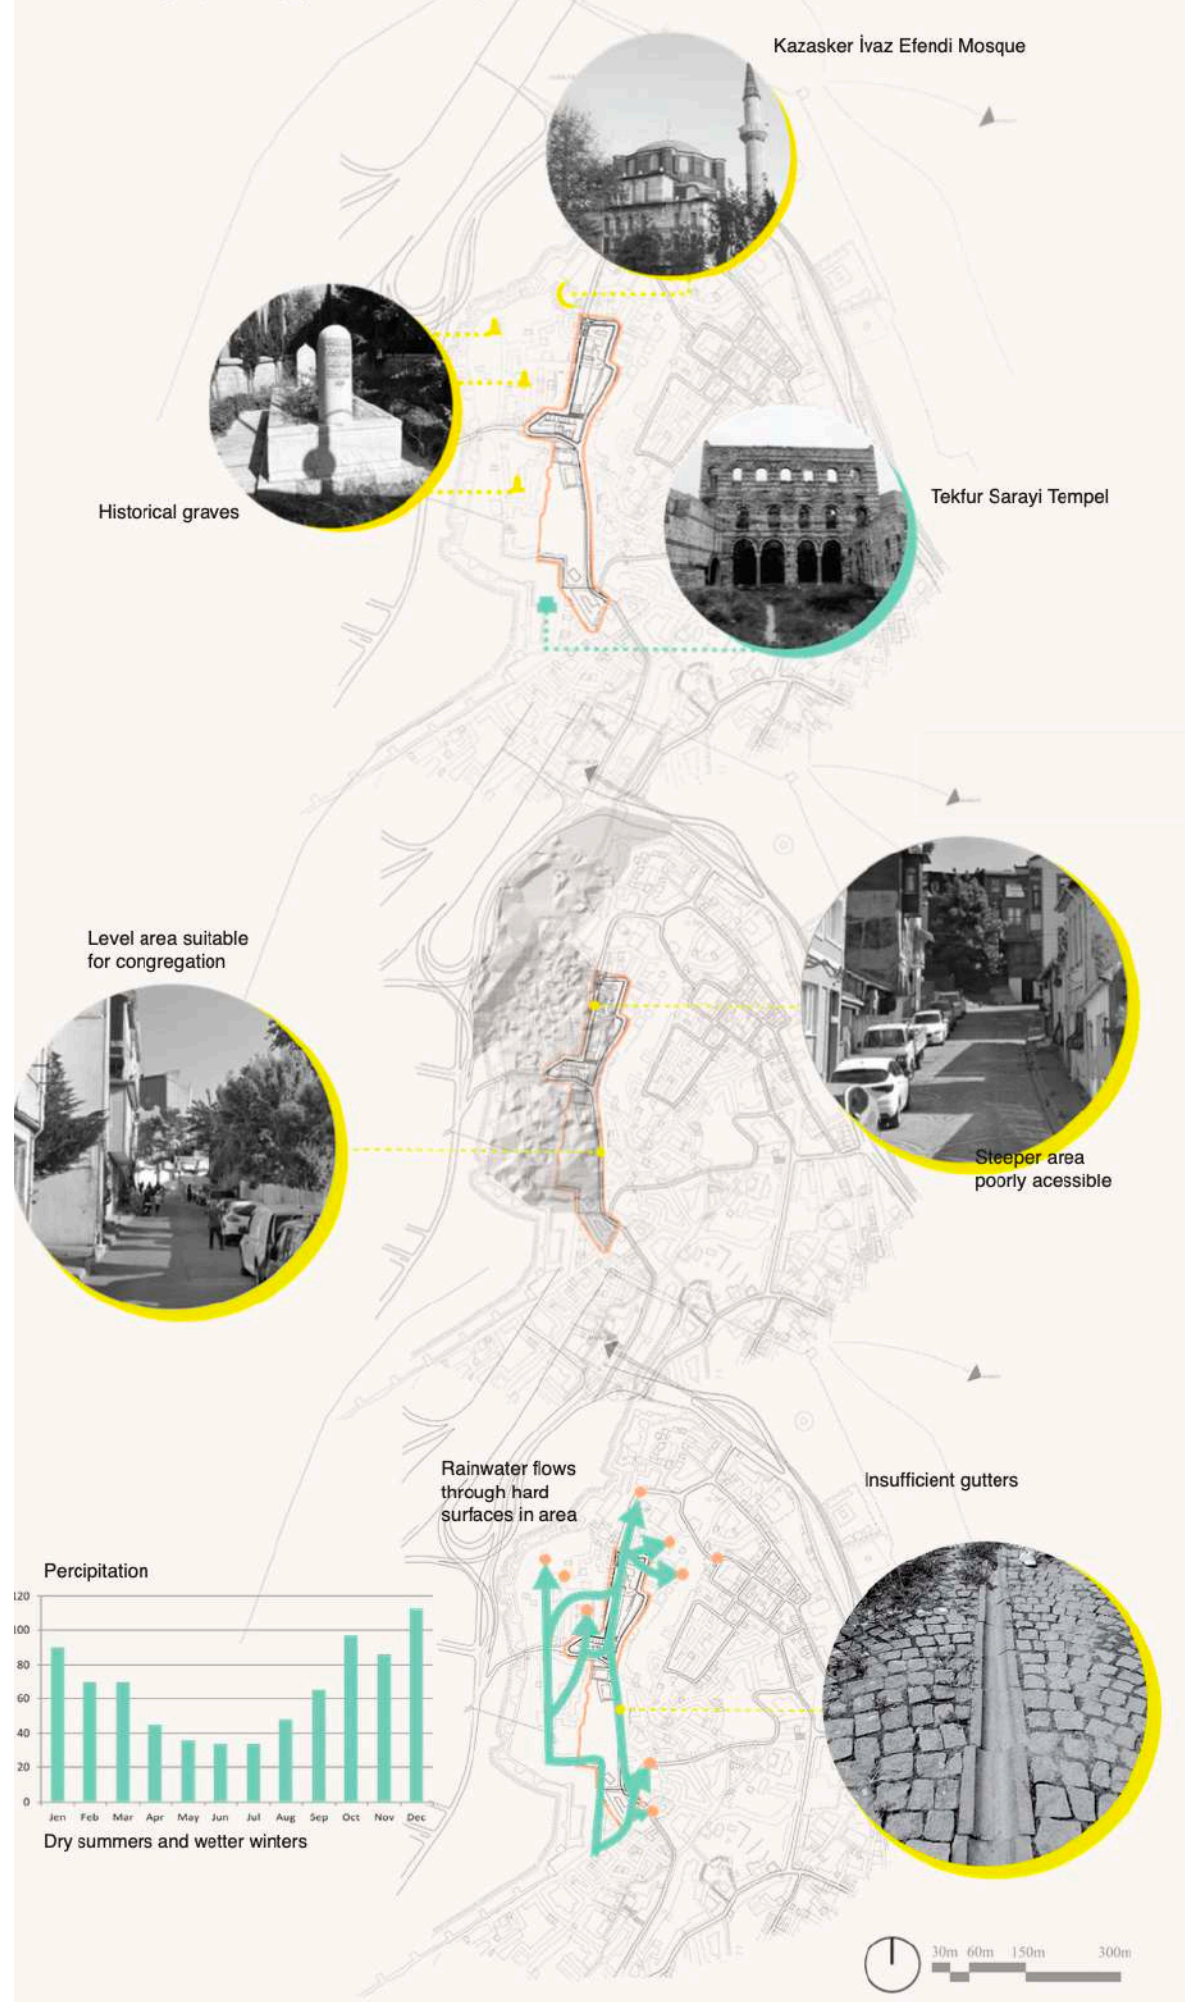 Kazasker İvaz Efendi Mosque
Historical graves
Tekfur Sarayi Tempel
Level area suitable
for congregation
Steeper area
poorly acessible
Rainwater flows
through hard
surfaces in area
Insufficient gutters
Percipitation
120
100
80
60
40
20
0
Jen Feb Mar Apr May Jun Jul Aug Sep Oct Nov Dec
Dry summers and wetter winters
30m 60m 150m 300m